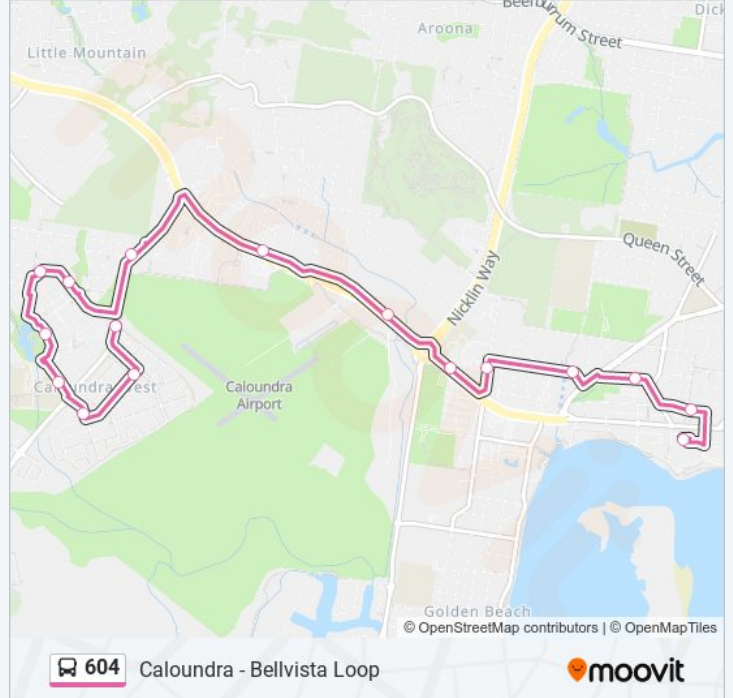 Little Mountain
Aroona
Beerburrum Street
Dick
Nicklin Way
Queen Street
Caloundra West
Caloundra
Airport
Golden Beach
© OpenStreetMap contributors | © OpenMapTiles
604 Caloundra - Bellvista Loop
moovit